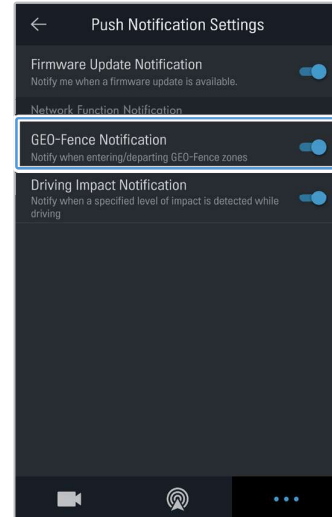 Push Notification Settings
Firmware Update Notification
Notify me when a firmware update is available.
Network Function Notification
GEO-Fence Notification
Notify when entering/departing GEO-Fence zones
Driving Impact Notification
Notify when a specified level of impact is detected while
driving